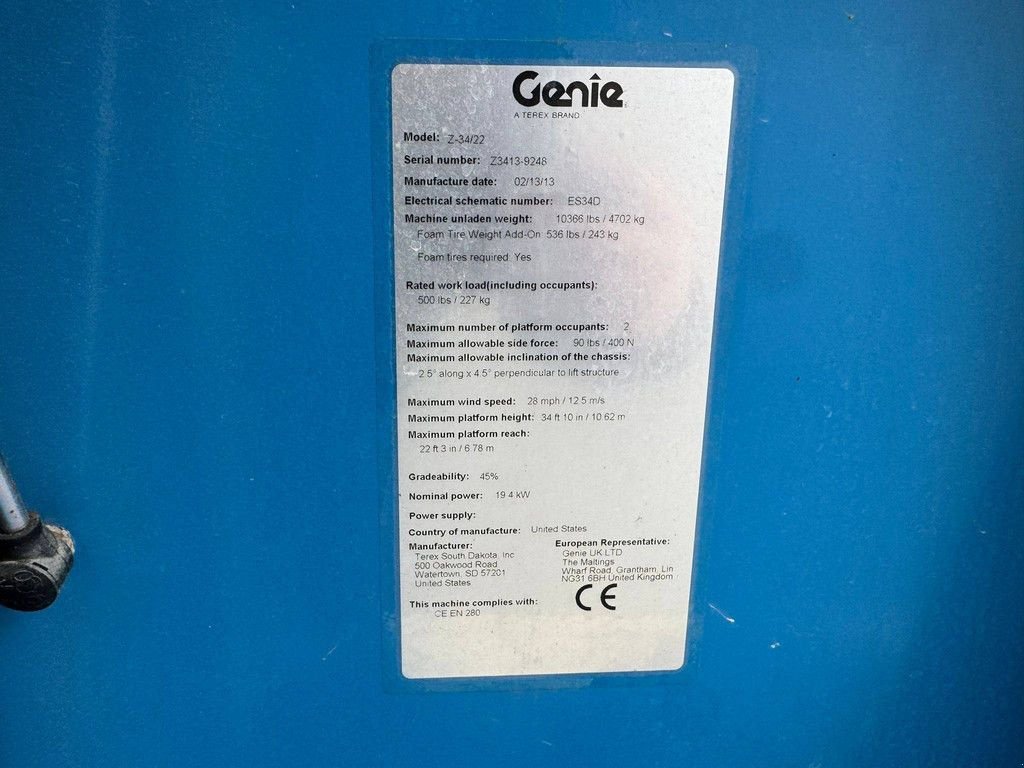 Genie
A TEREX BRAND
Model: Z-34/22
Serial number: Z3413-9248
Manufacture date: 02/13/13
Electrical schematic number: ES34D
Machine unladen weight: 10366 lbs / 4702 kg
Foam Tire Weight Add-On 536 lbs / 243 kg
Foam tires required Yes
Rated work load(including occupants):
500 lbs / 227 kg
Maximum number of platform occupants: 2
Maximum allowable side force: 90 lbs / 400 N
Maximum allowable inclination of the chassis:
2.5° along x 4.5° perpendicular to lift structure
Maximum wind speed: 28 mph / 12.5 m/s
Maximum platform height: 34 ft 10 in / 10.62 m
Maximum platform reach:
22 ft 3 in / 6.78 m
Gradeability: 45%
Nominal power: 19.4 kW
Power supply:
Country of manufacture: United States
Manufacturer:
Terex South Dakota, Inc
500 Oakwood Road
Watertown, SD 57201
United States
European Representative:
Genie UK LTD
The Maltings
Wharf Road, Grantham, Lin
NG31 6BH United Kingdom
This machine complies with:
CE EN 280
CE